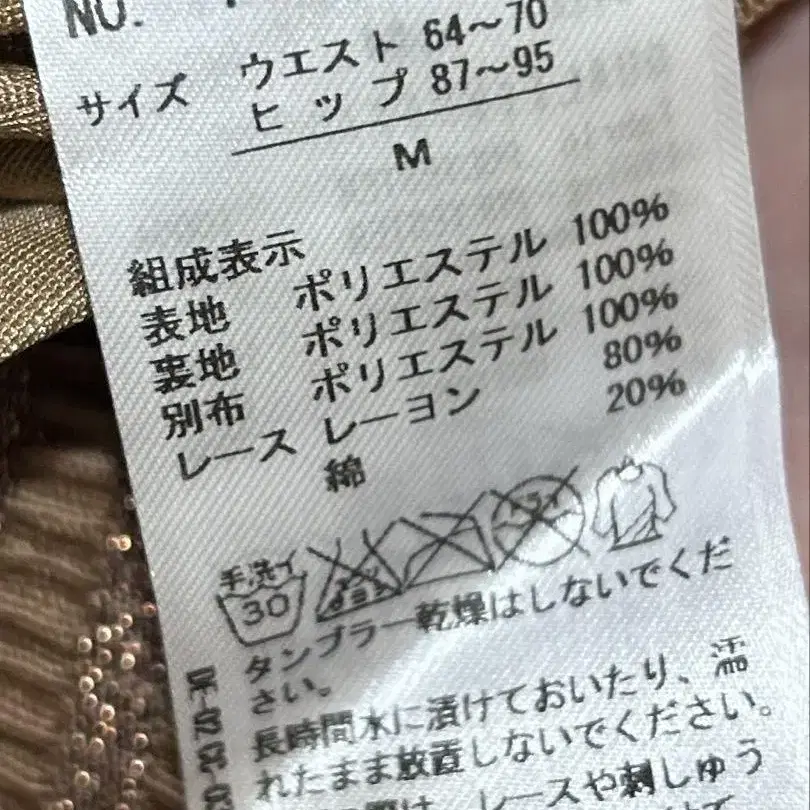 NO.
サイズ ウエスト 64～70
ヒップ 87～95
M
組成表示
表地 ポリエステル 100%
裏地 ポリエステル 100%
別布 ポリエステル 100%
レース レーヨン 80%
綿 20%
手洗イ 30 ドライ
タンブラー乾燥はしないでくだ
さい。
長時間水に漬けておいたり、濡
れたまま放置しないでください。
レースや刺しゅう